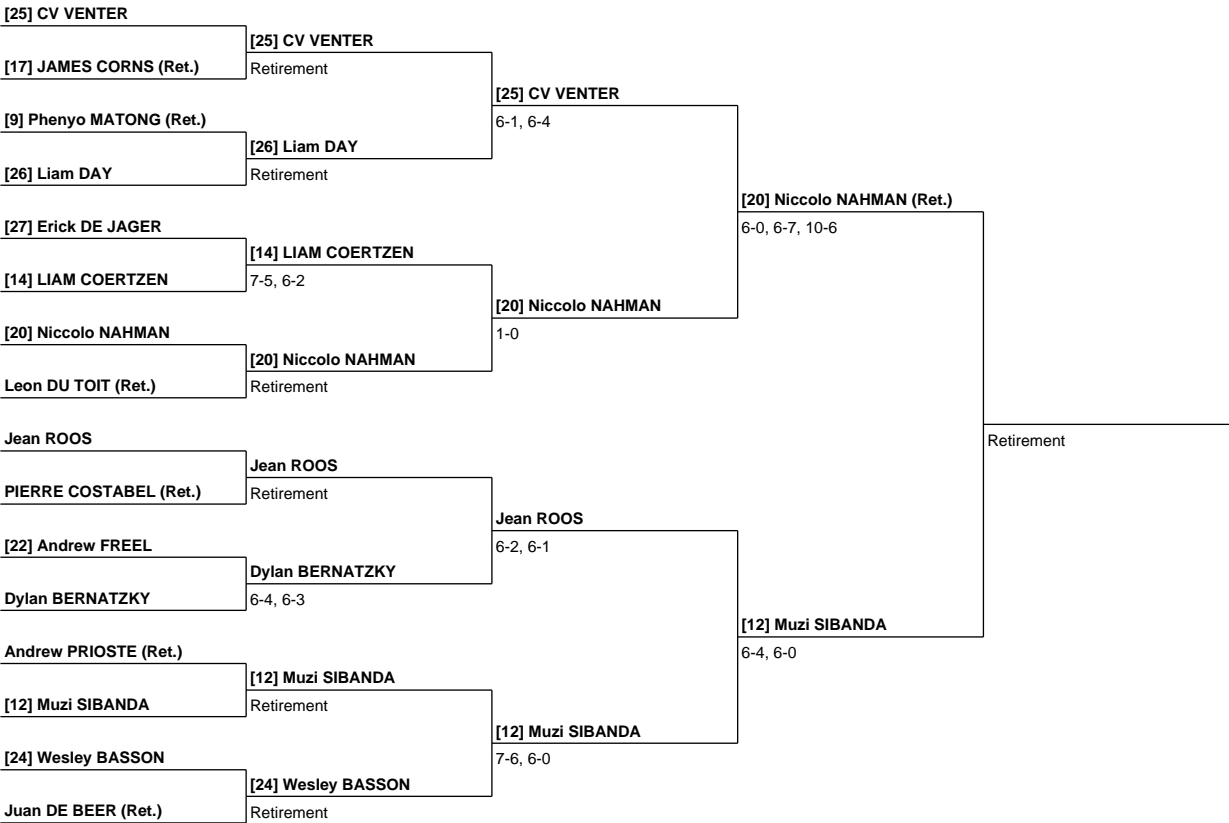 [25] CV VENTER
[25] CV VENTER
[17] JAMES CORNS (Ret.)
Retirement
[25] CV VENTER
[9] Phenyo MATONG (Ret.)
6-1, 6-4
[26] Liam DAY
[26] Liam DAY
Retirement
[20] Niccolo NAHMAN (Ret.)
[27] Erick DE JAGER
6-0, 6-7, 10-6
[14] LIAM COERTZEN
[14] LIAM COERTZEN
7-5, 6-2
[20] Niccolo NAHMAN
[20] Niccolo NAHMAN
1-0
[20] Niccolo NAHMAN
Leon DU TOIT (Ret.)
Retirement
Jean ROOS
Retirement
Jean ROOS
PIERRE COSTABEL (Ret.)
Retirement
Jean ROOS
[22] Andrew FREEL
6-2, 6-1
Dylan BERNATZKY
Dylan BERNATZKY
6-4, 6-3
[12] Muzi SIBANDA
Andrew PRIOSTE (Ret.)
6-4, 6-0
[12] Muzi SIBANDA
[12] Muzi SIBANDA
Retirement
[12] Muzi SIBANDA
[24] Wesley BASSON
7-6, 6-0
[24] Wesley BASSON
Juan DE BEER (Ret.)
Retirement